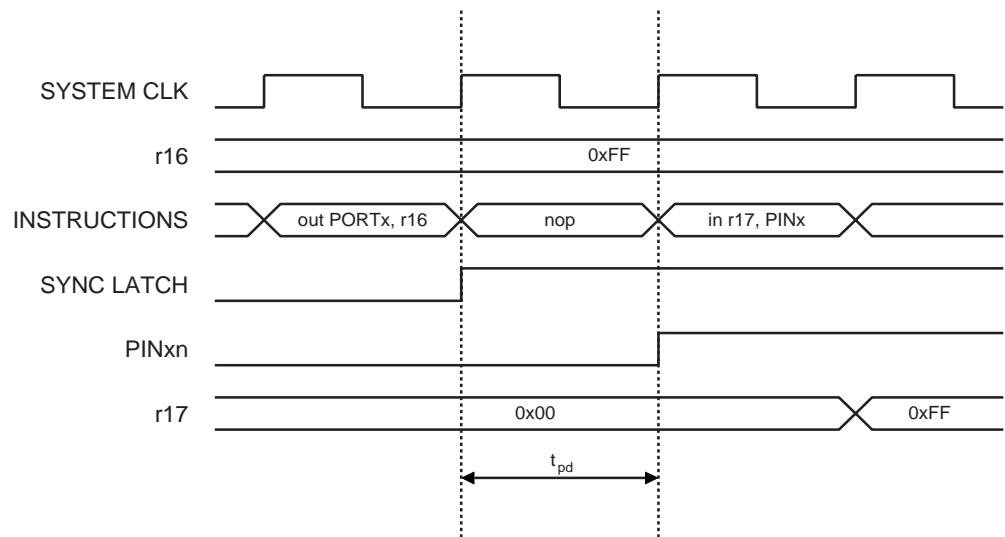 SYSTEM CLK
r16
0xFF
INSTRUCTIONS
out PORTx, r16
nop
in r17, PINx
SYNC LATCH
PINxn
r17
0x00
0xFF
tpd